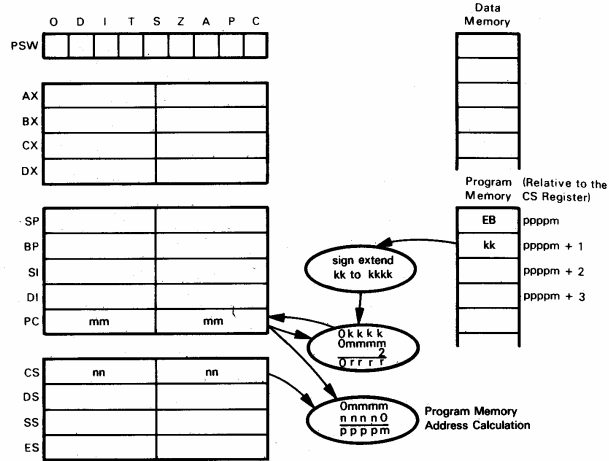 O D I T S Z A P C
PSW
Data
Memory
AX
BX
CX
DX
Program
Memory
(Relative to the
CS Register)
SP
BP
SI
DI
PC mm mm
EB ppppm
kk ppppm + 1
ppppm + 2
ppppm + 3
sign extend
kk to kkkk
0kkkk
0mmmm
2
0rrrr
CS nn nn
DS
SS
ES
0mmmm
nnnn0
ppppm
Program Memory
Address Calculation